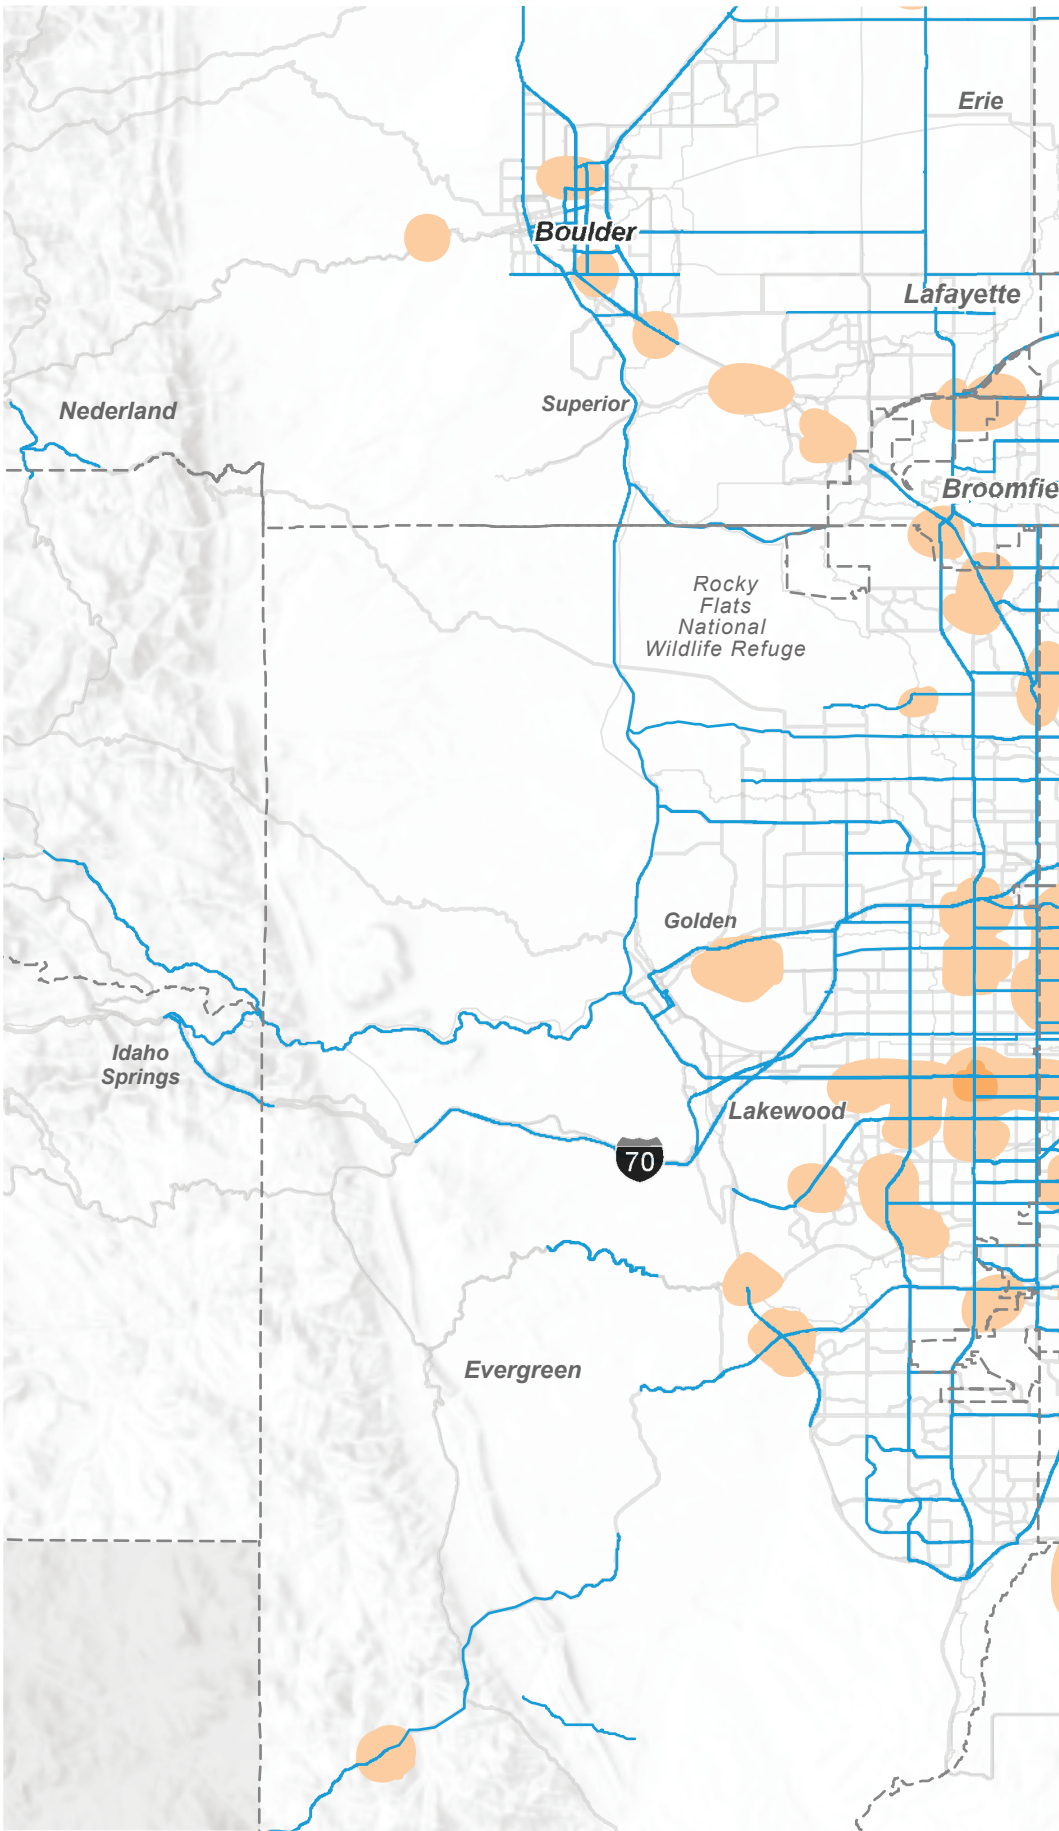 Erie
Boulder
Lafayette
Nederland
Superior
Broomfie
Rocky
Flats
National
Wildlife Refuge
Golden
Idaho
Springs
Lakewood
70
Evergreen